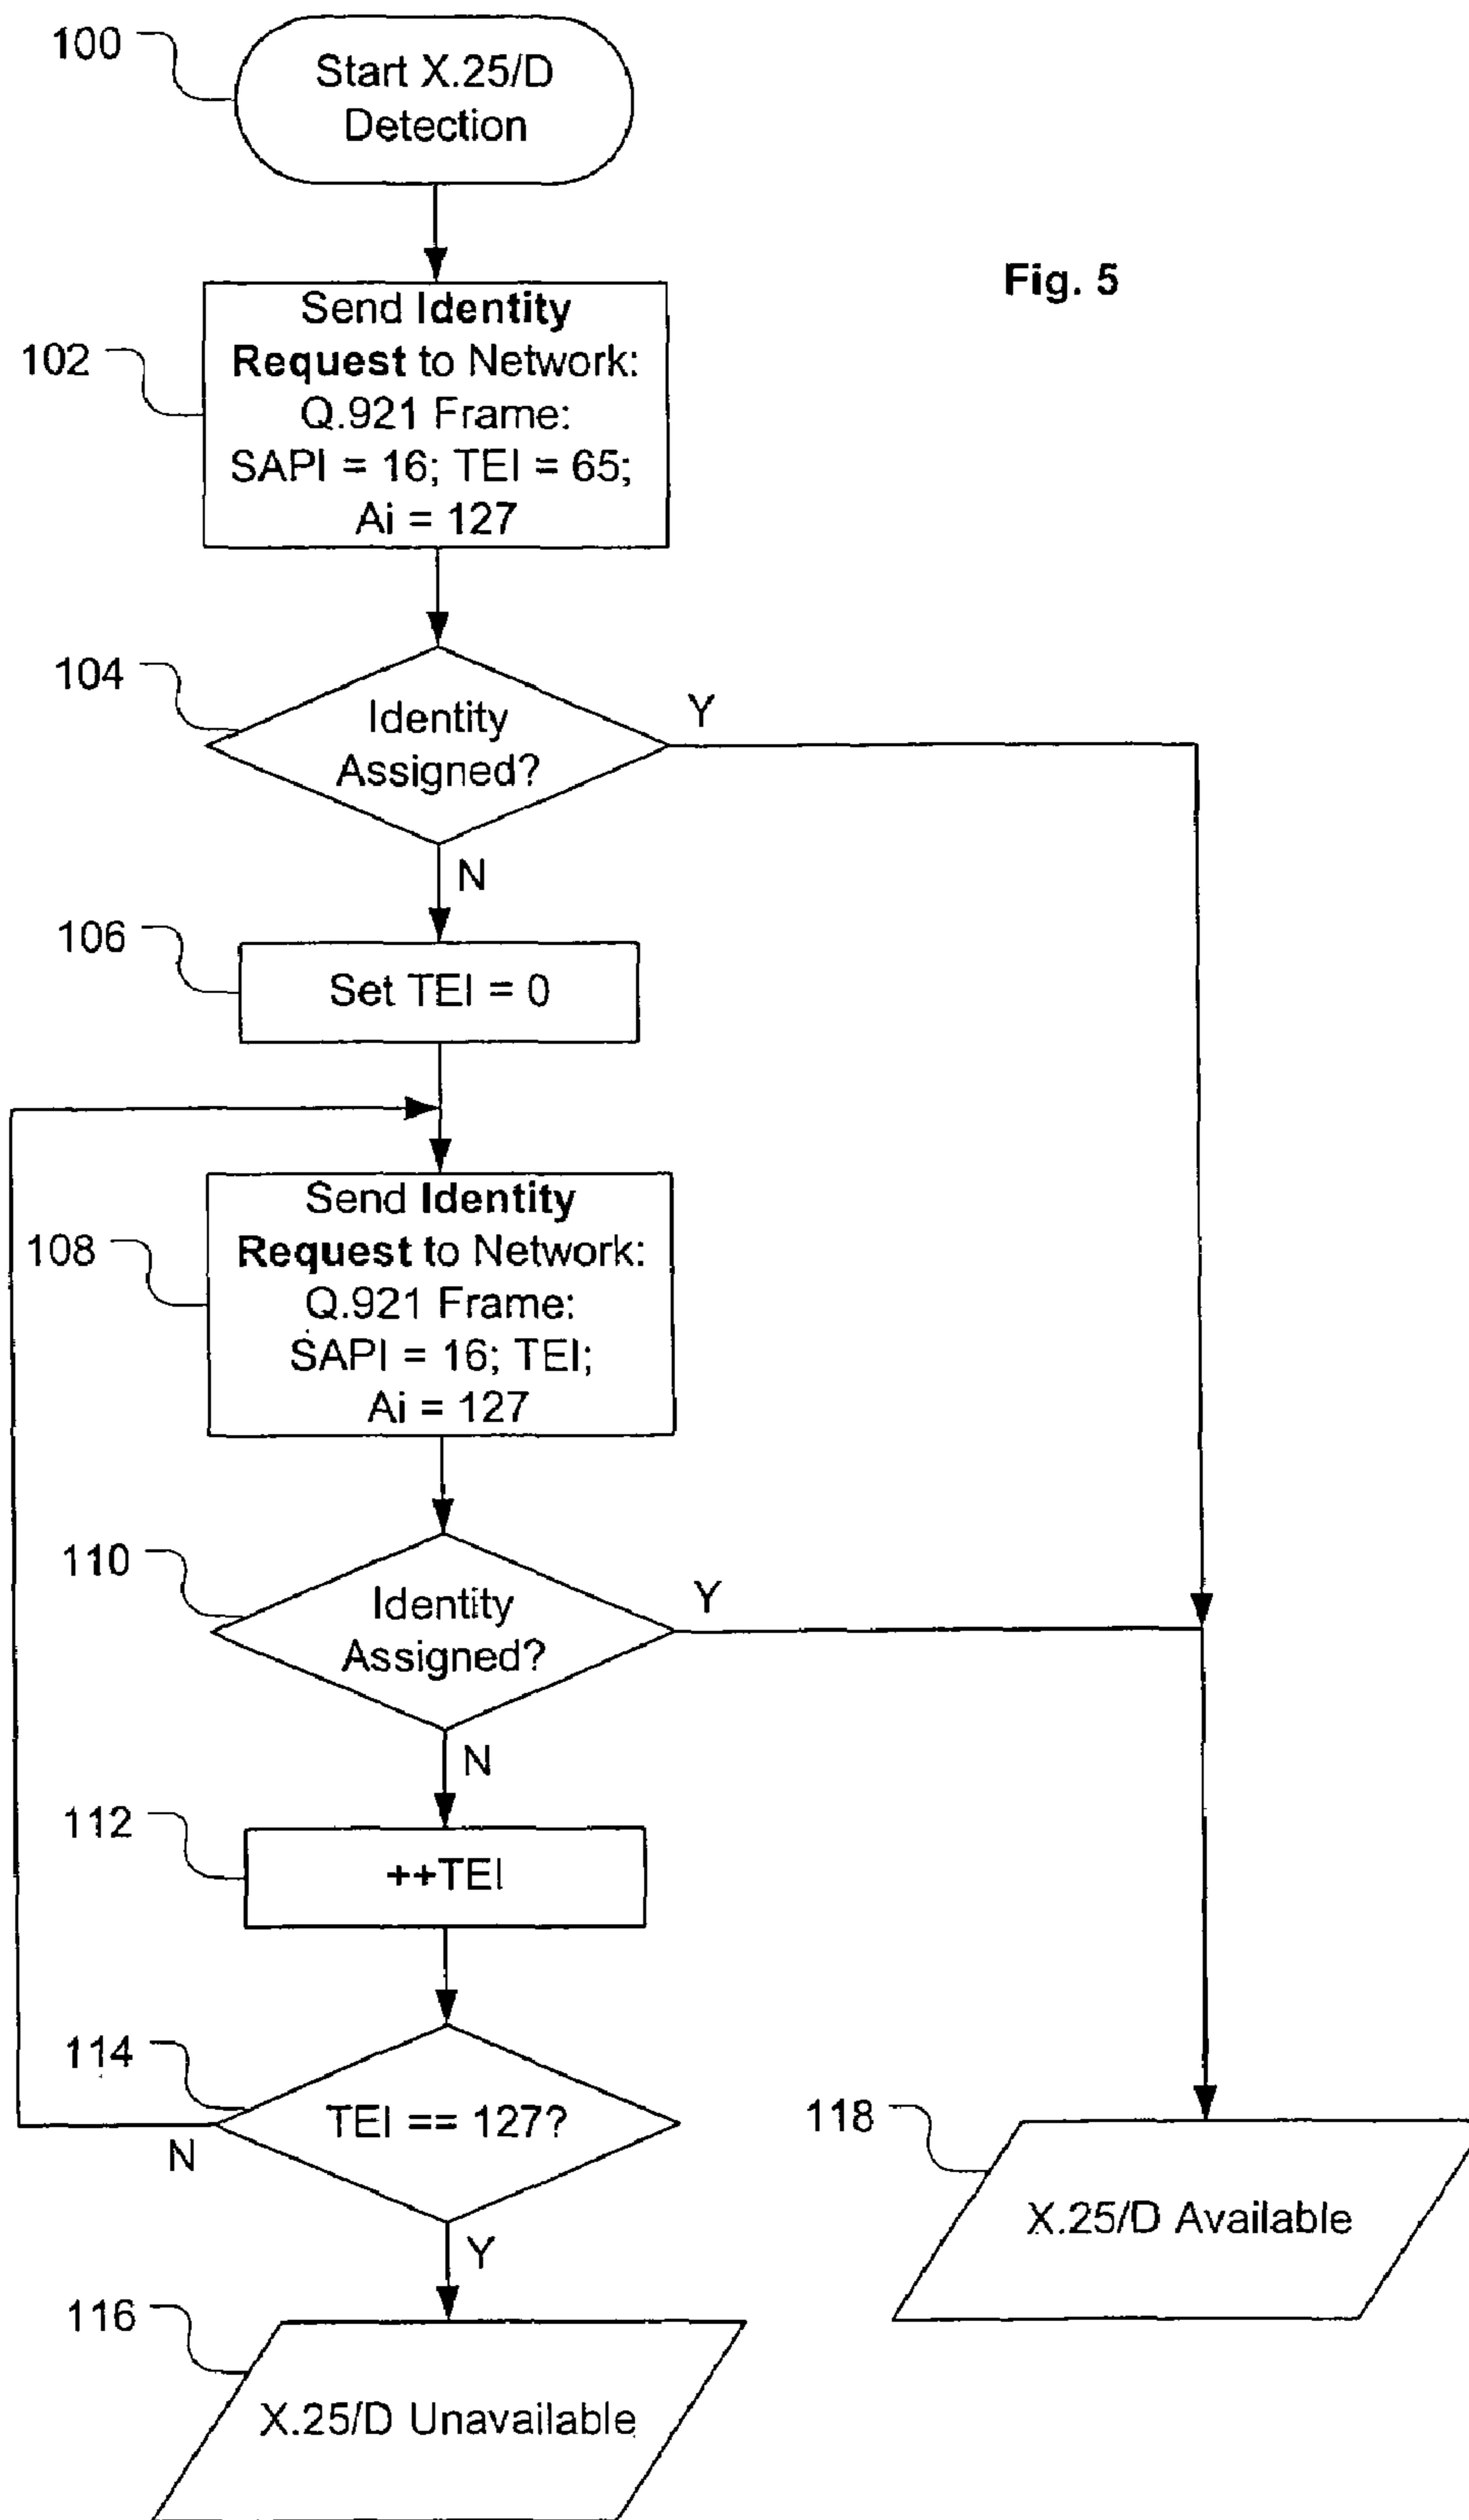 100
Start X.25/D
Detection
Fig. 5
102
Send Identity
Request to Network:
Q.921 Frame:
SAPI = 16; TEI = 65;
Ai = 127
104
Identity
Assigned?
Y
N
106
Set TEI = 0
108
Send Identity
Request to Network:
Q.921 Frame:
SAPI = 16; TEI;
Ai = 127
110
Identity
Assigned?
Y
N
112
++TEI
114
TEI == 127?
N
Y
118
X.25/D Available
116
X.25/D Unavailable